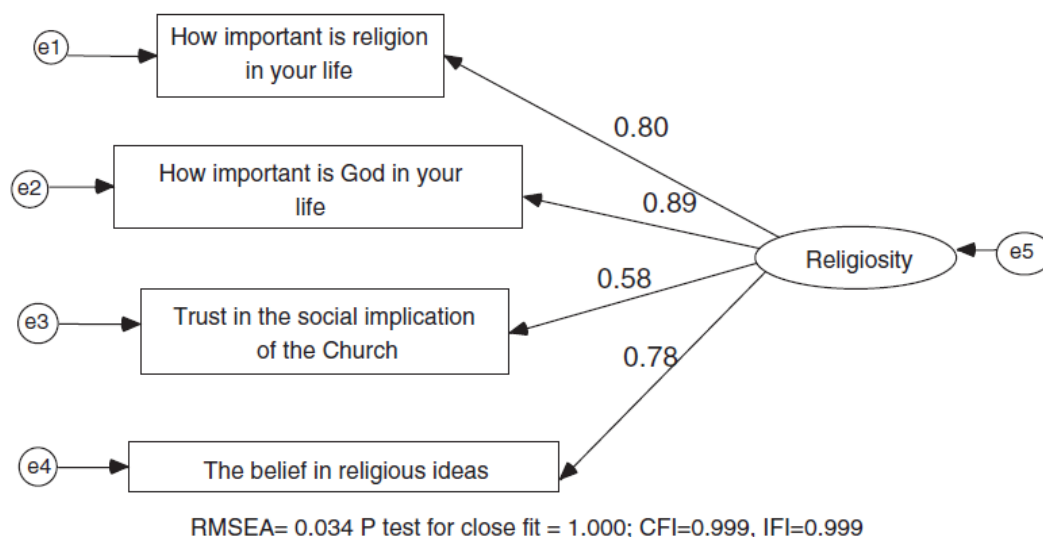 e1
How important is religion
in your life
0.80
e2
How important is God in your
life
0.89
Religiosity
e5
0.58
e3
Trust in the social implication
of the Church
0.78
e4
The belief in religious ideas
RMSEA= 0.034 P test for close fit = 1.000; CFI=0.999, IFI=0.999